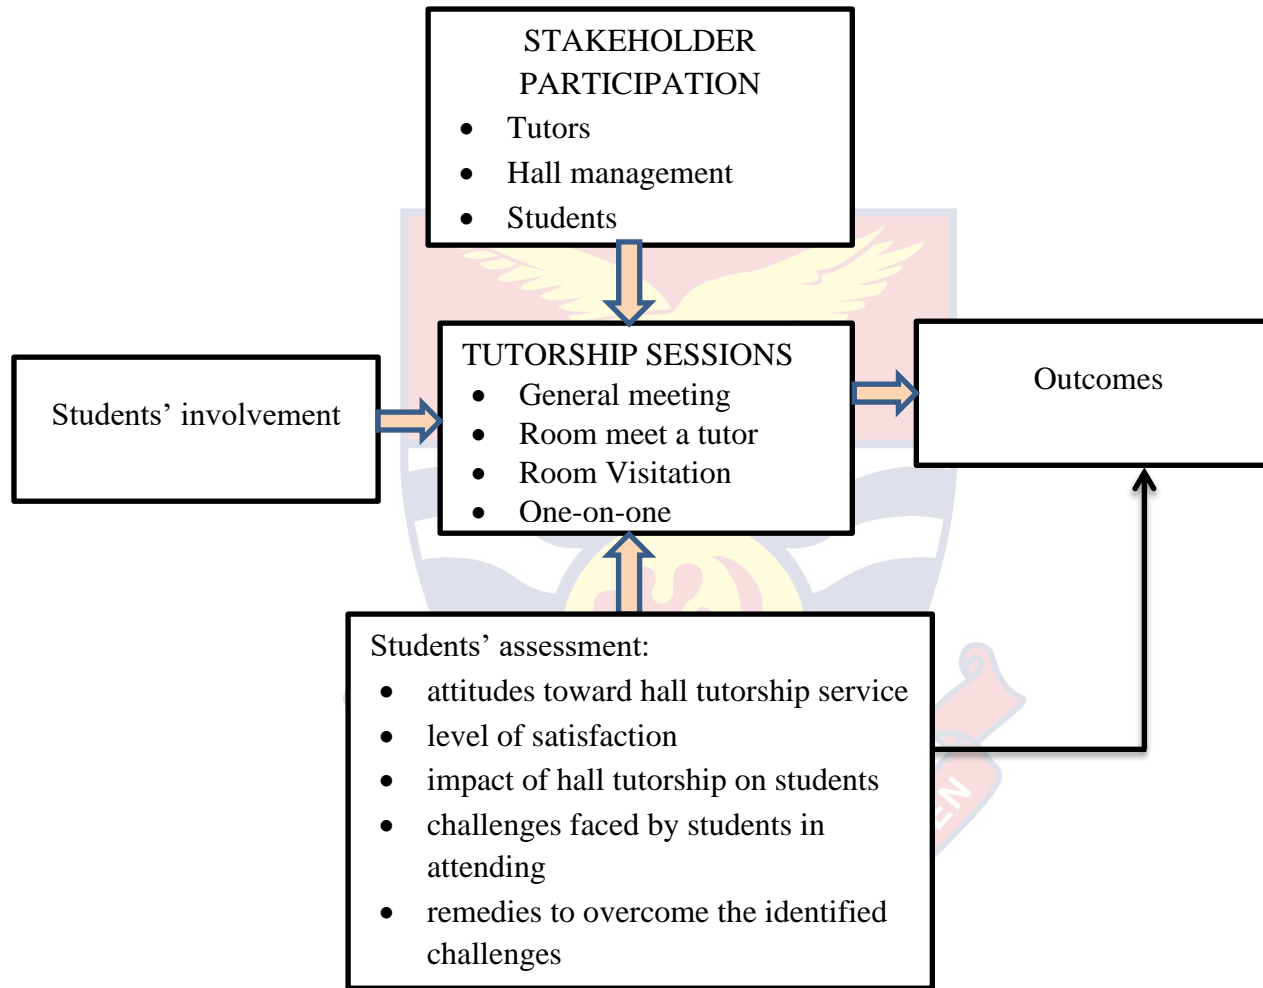 STAKEHOLDER
PARTICIPATION
• Tutors
• Hall management
• Students
Students’ involvement
TUTORSHIP SESSIONS
• General meeting
• Room meet a tutor
• Room Visitation
• One-on-one
Outcomes
Students’ assessment:
• attitudes toward hall tutorship service
• level of satisfaction
• impact of hall tutorship on students
• challenges faced by students in
attending
• remedies to overcome the identified
challenges
EN